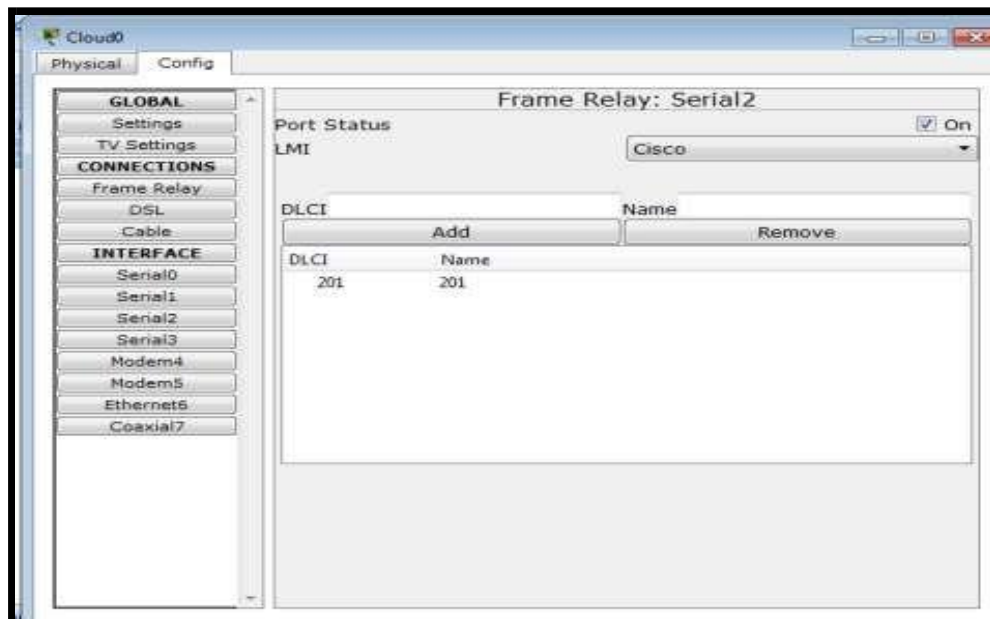 Cloud0
Physical Config
GLOBAL
Settings
TV Settings
CONNECTIONS
Frame Relay
DSL
Cable
INTERFACE
Serial0
Serial1
Serial2
Serial3
Modem4
Modem5
Ethernet6
Coaxial7
Frame Relay: Serial2
Port Status On
LMI Cisco
DLCI Name
Add Remove
DLCI Name
201 201